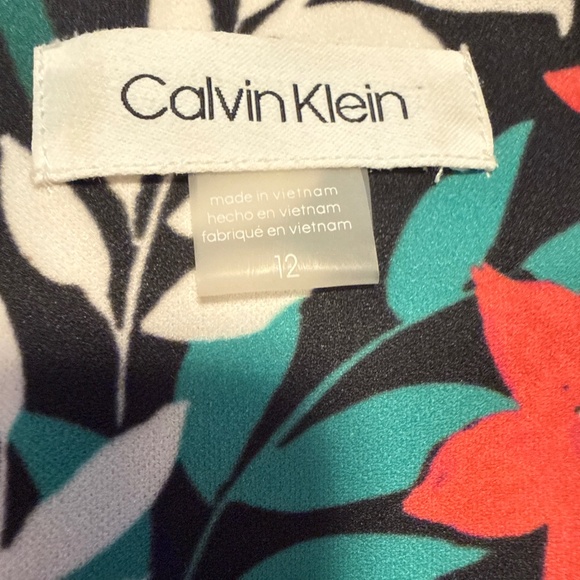 Calvin Klein
made in vietnam
hecho en vietnam
fabriqué en vietnam
12